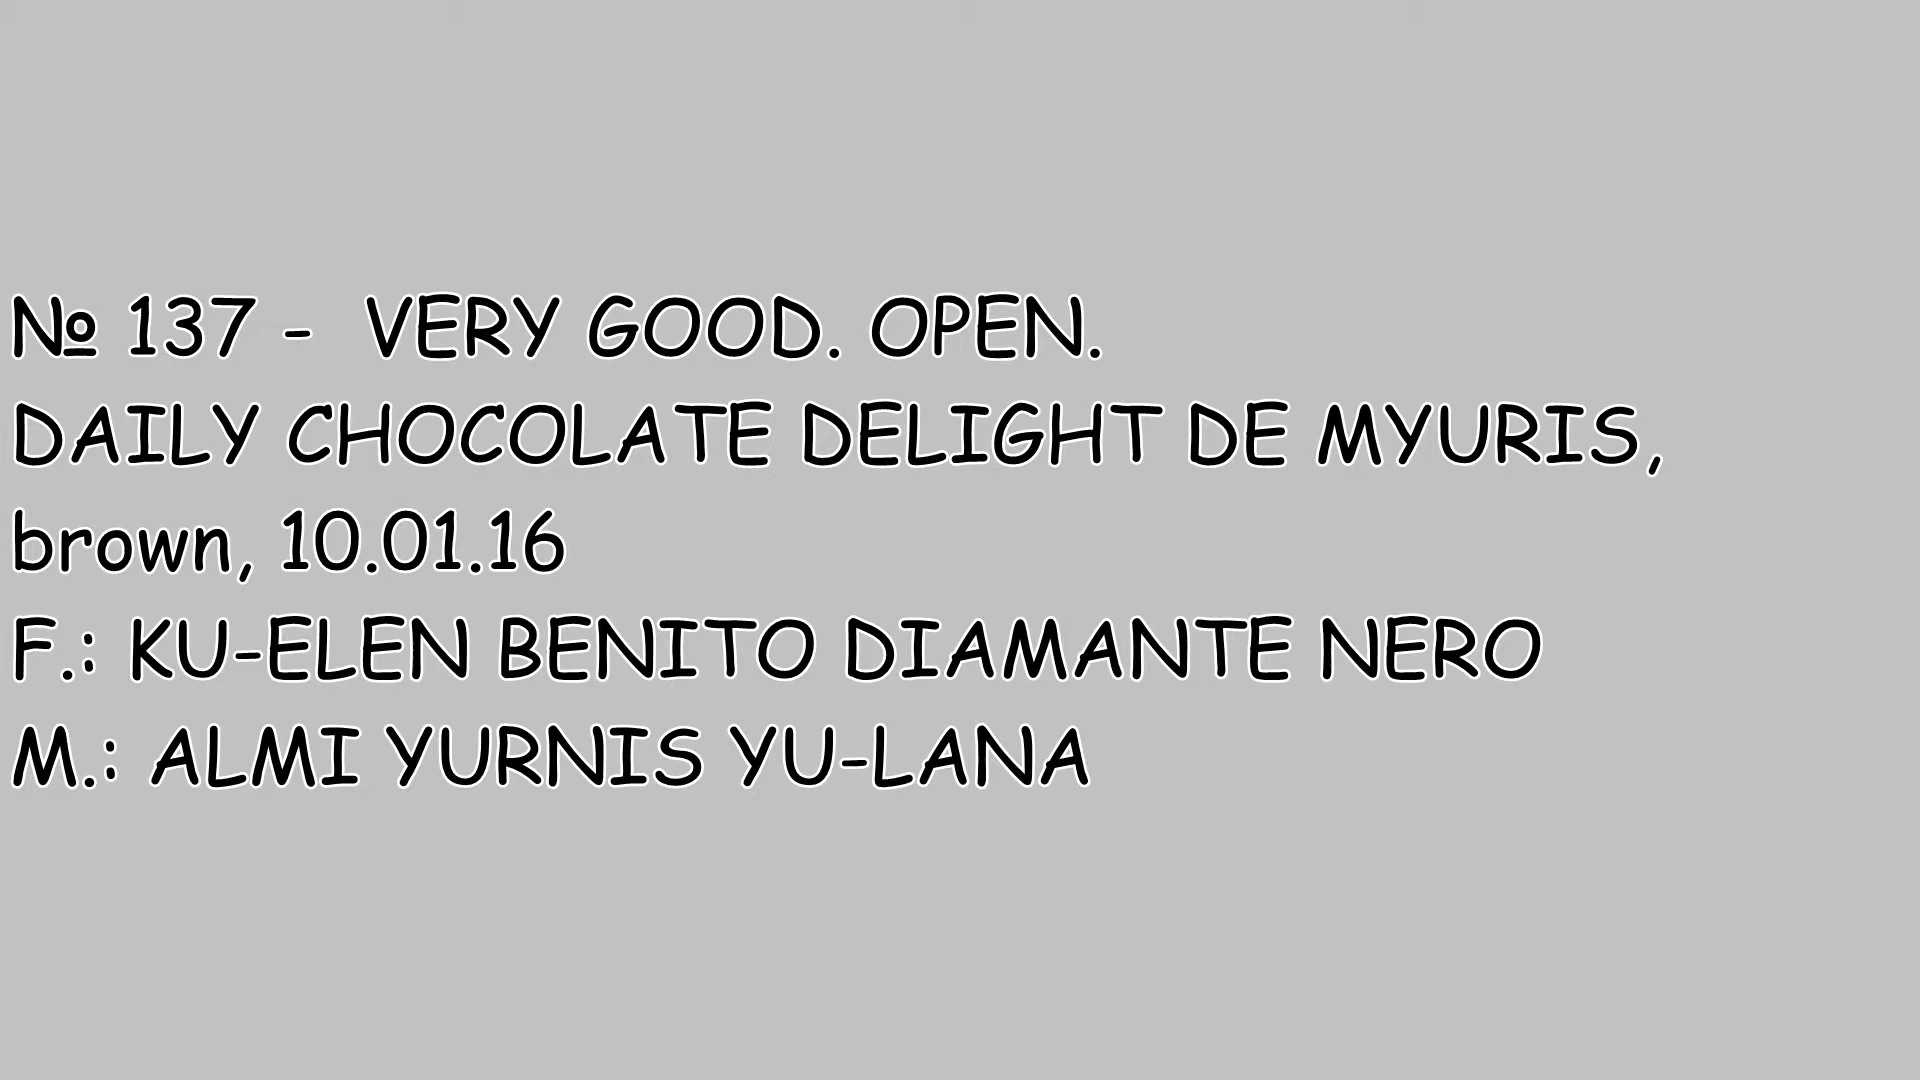 № 137 -  VERY GOOD. OPEN.
DAILY CHOCOLATE DELIGHT DE MYURIS,
brown, 10.01.16
F.: KU-ELEN BENITO DIAMANTE NERO
M.: ALMI YURNIS YU-LANA